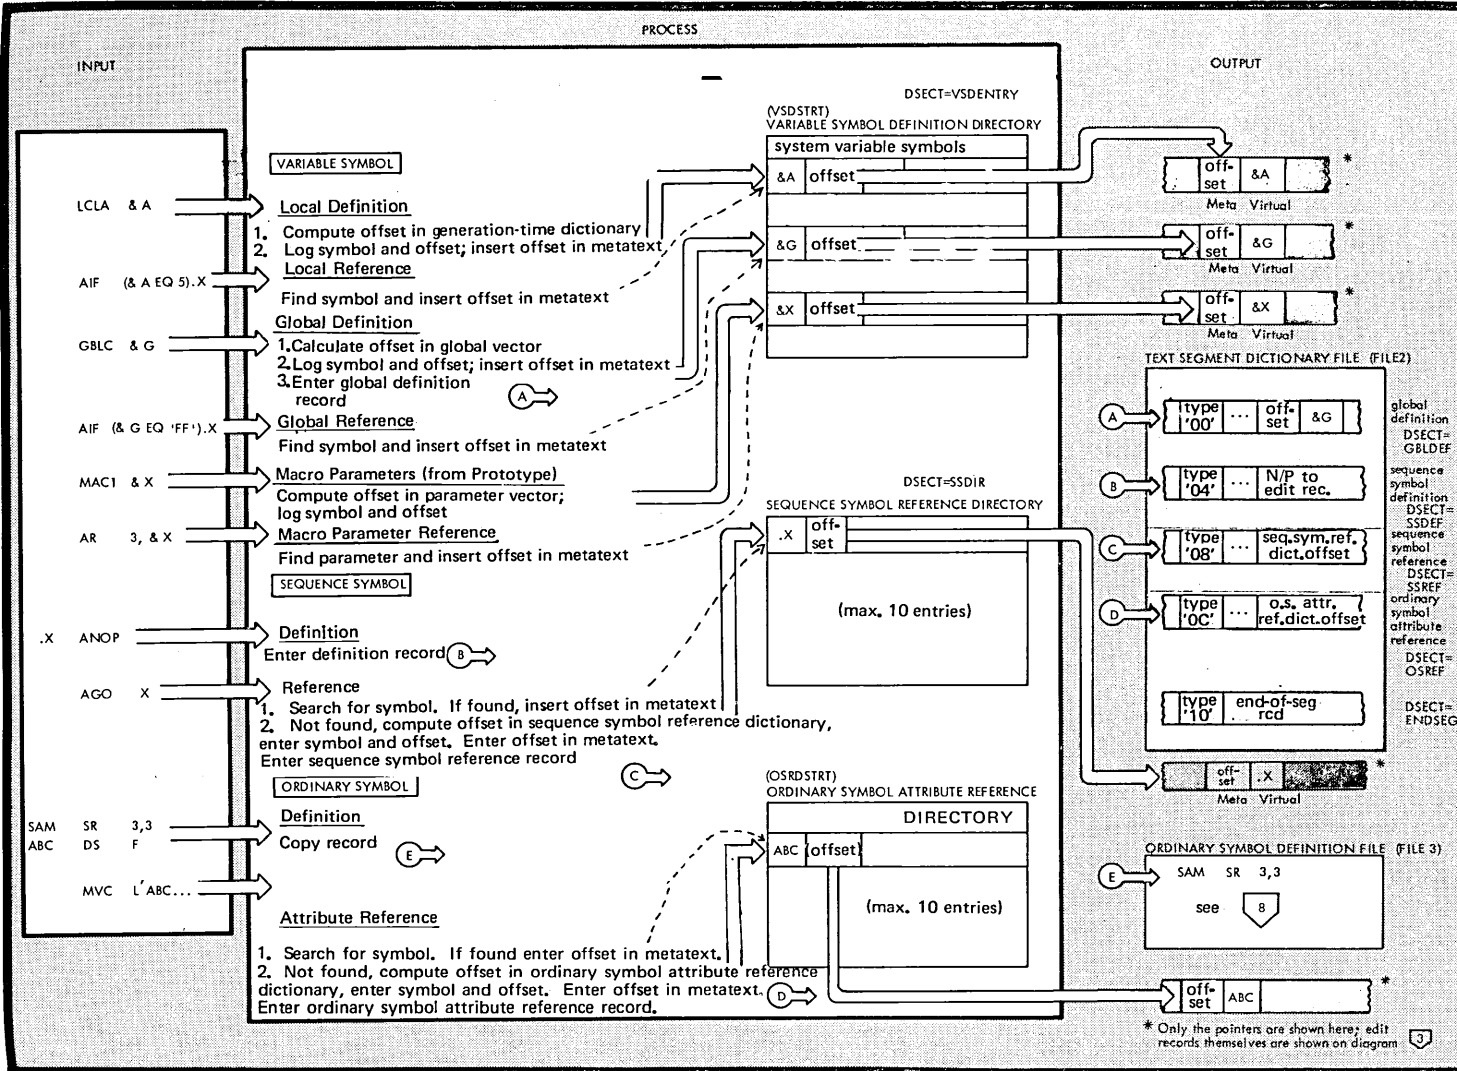 PROCESS
INPUT
OUTPUT
DSECT=VSDENTRY
(VSDSTRT)
VARIABLE SYMBOL DEFINITION DIRECTORY
system variable symbols
&A offset
&G offset
&X offset
VARIABLE SYMBOL
LCLA &A
Local Definition
1. Compute offset in generation-time dictionary
2. Log symbol and offset; insert offset in metatext
AIF (& A EQ 5).X
Local Reference
Find symbol and insert offset in metatext
GBLC & G
Global Definition
1.Calculate offset in global vector
2.Log symbol and offset; insert offset in metatext
3.Enter global definition
record
A
AIF (& G EQ 'FF').X
Global Reference
Find symbol and insert offset in metatext
MAC1 & X
Macro Parameters (from Prototype)
Compute offset in parameter vector;
log symbol and offset
AR 3, & X
Macro Parameter Reference
Find parameter and insert offset in metatext
DSECT=SSDIR
SEQUENCE SYMBOL REFERENCE DIRECTORY
.X off-
set
(max. 10 entries)
SEQUENCE SYMBOL
.X ANOP
Definition
Enter definition record
B
AGO X
Reference
1. Search for symbol. If found, insert offset in metatext
2. Not found, compute offset in sequence symbol reference dictionary,
enter symbol and offset. Enter offset in metatext.
Enter sequence symbol reference record
C
ORDINARY SYMBOL
(OSRDSTRT)
ORDINARY SYMBOL ATTRIBUTE REFERENCE
DIRECTORY
ABC (offset)
(max. 10 entries)
SAM SR 3,3
ABC DS F
Definition
Copy record
E
MVC L'ABC...
Attribute Reference
1. Search for symbol. If found enter offset in metatext.
2. Not found, compute offset in ordinary symbol attribute reference
dictionary, enter symbol and offset. Enter offset in metatext.
Enter ordinary symbol attribute reference record.
D
off-
set &A *
Meta Virtual
off-
set &G *
Meta Virtual
off-
set &X *
Meta Virtual
TEXT SEGMENT DICTIONARY FILE (FILE2)
A
type
'00' ... off-
set &G
global
definition
DSECT=
GBLDEF
B
type
'04' ... N/P to
edit rec.
sequence
symbol
definition
DSECT=
SSDEF
C
type
'08' ... seq.sym.ref.
dict.offset
sequence
symbol
reference
DSECT=
SSREF
D
type
'0C' ... o.s. attr.
ref.dict.offset
ordinary
symbol
attribute
reference
DSECT=
OSREF
type
'10' end-of-seg
rcd
DSECT=
ENDSEG
off-
set .X *
Meta Virtual
ORDINARY SYMBOL DEFINITION FILE (FILE 3)
E
SAM SR 3,3
see 8
off-
set ABC *
* Only the pointers are shown here; edit
records themselves are shown on diagram 3